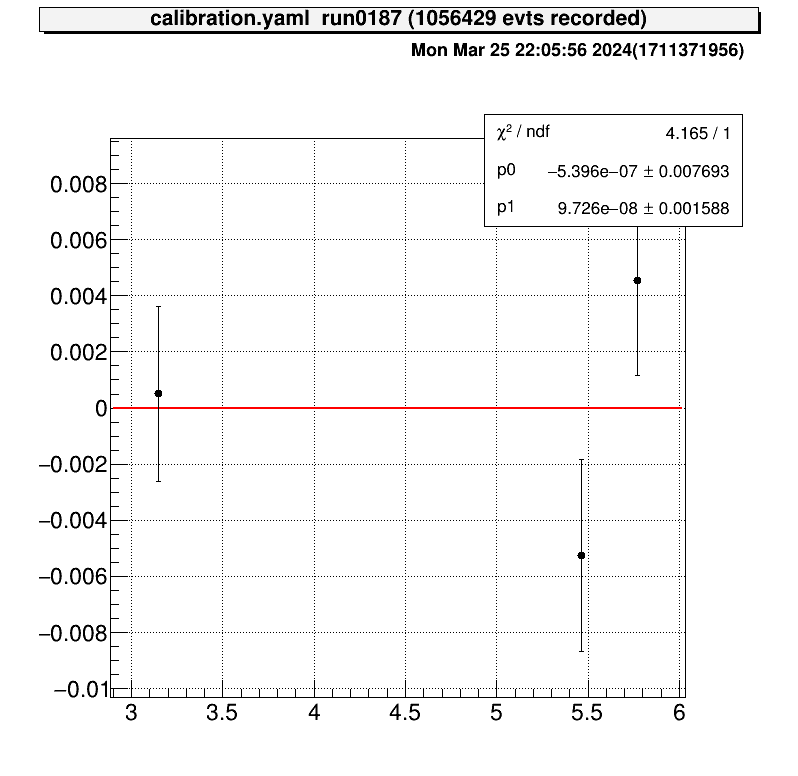 calibration.yaml run0187 (1056429 evts recorded)
Mon Mar 25 22:05:56 2024(1711371956)
χ² / ndf 4.165 / 1
p0 −5.396e−07 ± 0.007693
p1 9.726e−08 ± 0.001588
0.008
0.006
0.004
0.002
0
−0.002
−0.004
−0.006
−0.008
−0.01
3 3.5 4 4.5 5 5.5 6